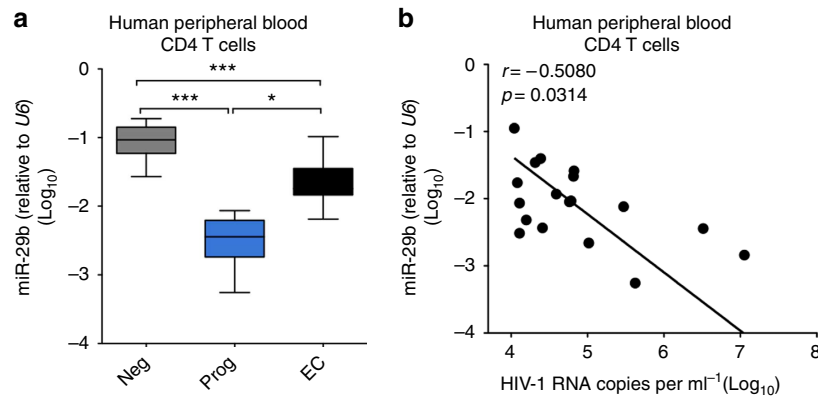 a
Human peripheral blood
CD4 T cells
miR-29b (relative to U6)
(Log10)
0
–1
–2
–3
–4
***
***
*
Neg
Prog
EC
b
Human peripheral blood
CD4 T cells
miR-29b (relative to U6)
(Log10)
0
–1
–2
–3
–4
r= –0.5080
p= 0.0314
4
5
6
7
8
HIV-1 RNA copies per ml–1(Log10)